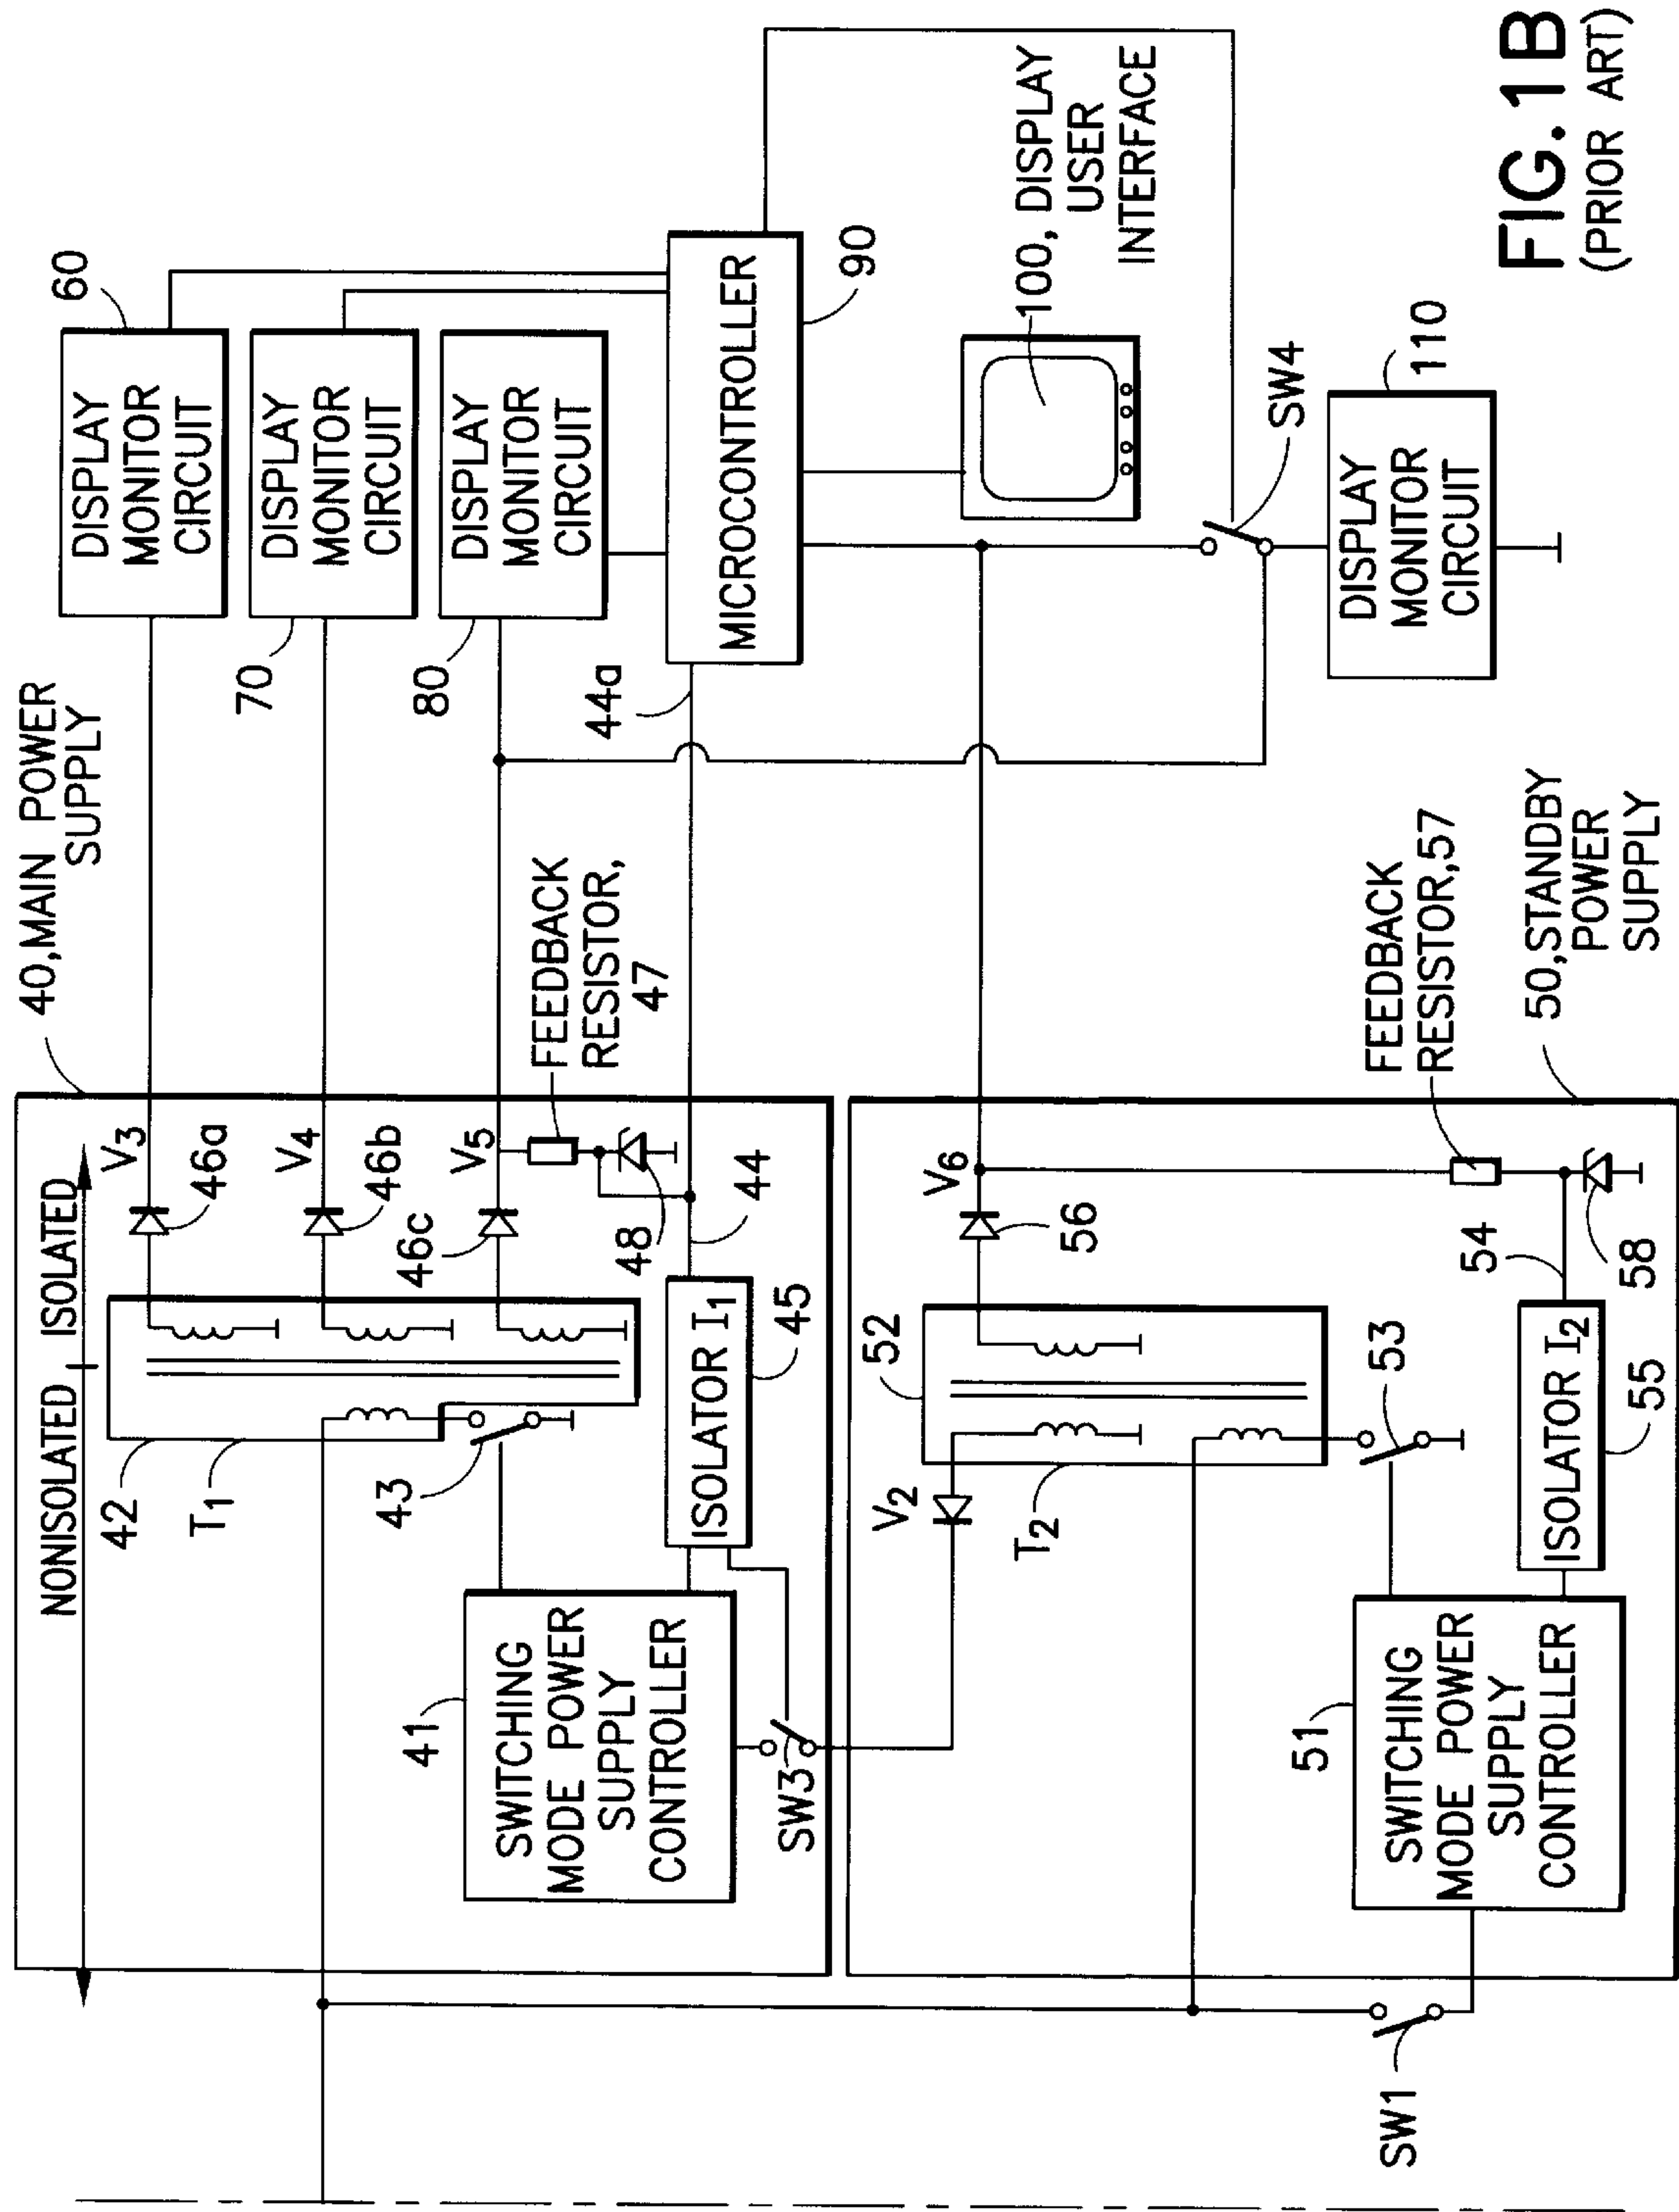 40,MAIN POWER
SUPPLY
NONISOLATED
ISOLATED
42
T1
43
41
SWITCHING
MODE POWER
SUPPLY
CONTROLLER
SW3
ISOLATOR I1
45
44
V3
46a
V4
46b
V5
46c
48
FEEDBACK
RESISTOR,
47
44a
60
DISPLAY
MONITOR
CIRCUIT
70
DISPLAY
MONITOR
CIRCUIT
80
DISPLAY
MONITOR
CIRCUIT
MICROCONTROLLER
90
100, DISPLAY
USER
INTERFACE
SW4
DISPLAY
MONITOR
CIRCUIT
110
V2
52
T2
V6
56
53
51
SWITCHING
MODE POWER
SUPPLY
CONTROLLER
ISOLATOR I2
55
54
58
FEEDBACK
RESISTOR,57
50,STANDBY
POWER
SUPPLY
SW1
FIG. 1B
(PRIOR ART)